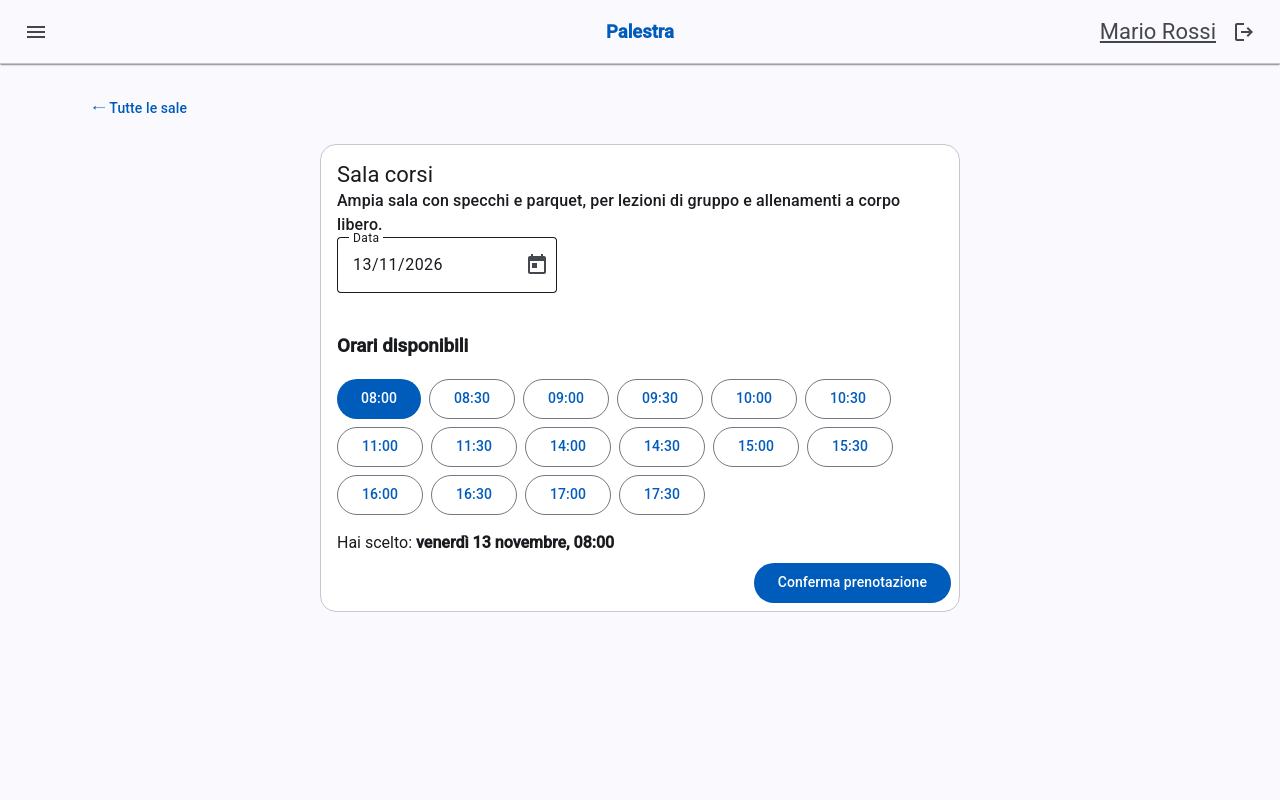 Palestra
Mario Rossi
← Tutte le sale
Sala corsi
Ampia sala con specchi e parquet, per lezioni di gruppo e allenamenti a corpo
libero.
Data
13/11/2026
Orari disponibili
08:00 08:30 09:00 09:30 10:00 10:30
11:00 11:30 14:00 14:30 15:00 15:30
16:00 16:30 17:00 17:30
Hai scelto: venerdì 13 novembre, 08:00
Conferma prenotazione